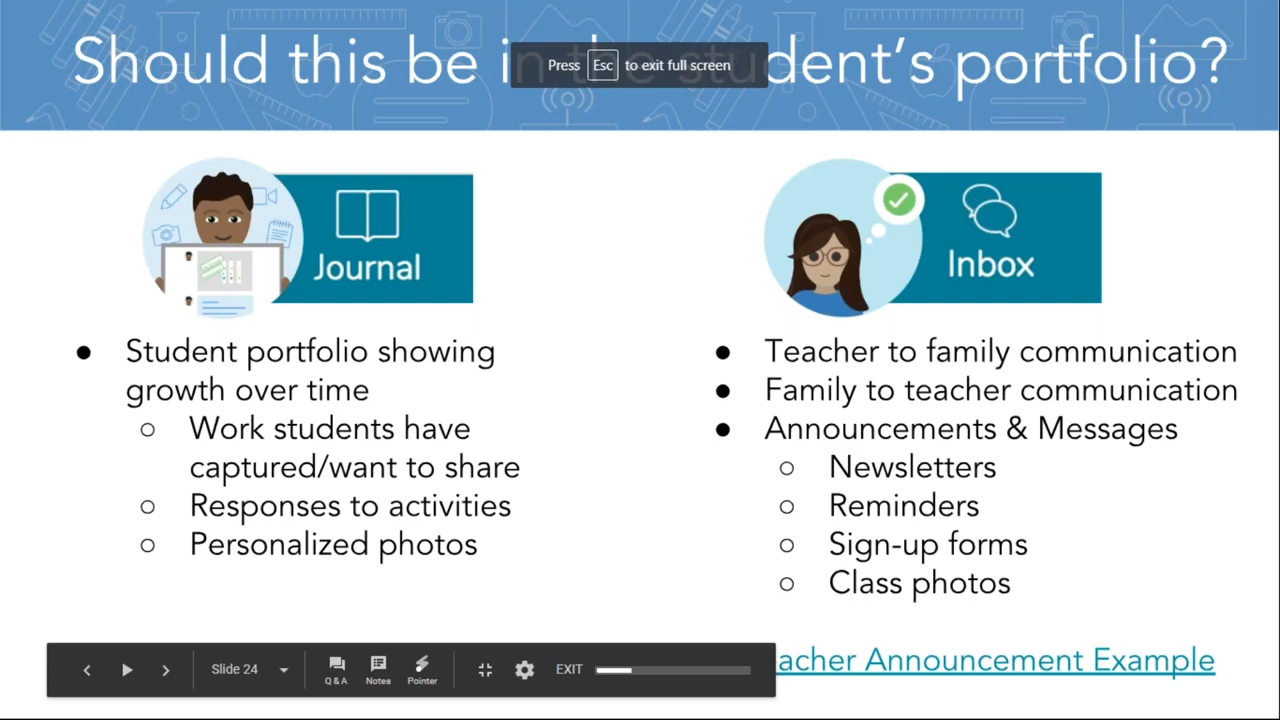 Should this be in the student's portfolio?
Press Esc to exit full screen
Journal
Student portfolio showing
growth over time
Work students have
captured/want to share
Responses to activities
Personalized photos
Inbox
Teacher to family communication
Family to teacher communication
Announcements & Messages
Newsletters
Reminders
Sign-up forms
Class photos
acher Announcement Example
Slide 24
Q & A
Notes
Pointer
EXIT